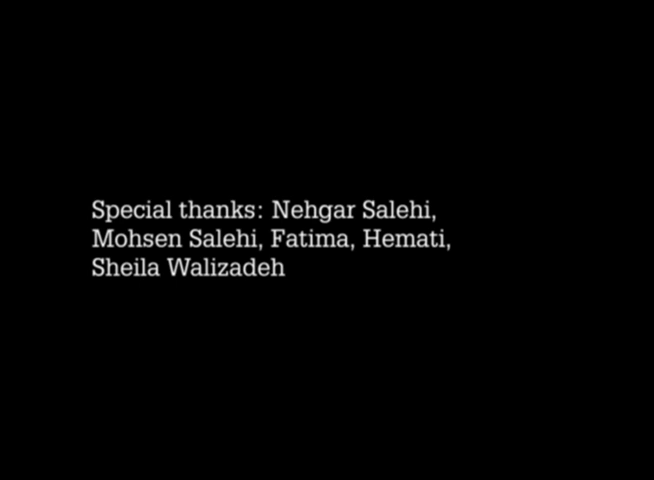 Special thanks: Nehgar Salehi,
Mohsen Salehi, Fatima, Hemati,
Sheila Walizadeh